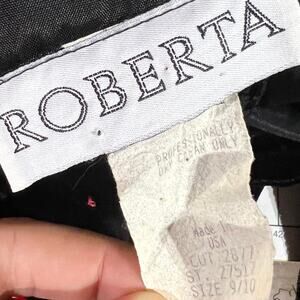 ROBERTA
PROFESSIONALLY
DRY CLEAN ONLY
Made In
USA
CUT 2877
ST. 27517
SIZE 9/10